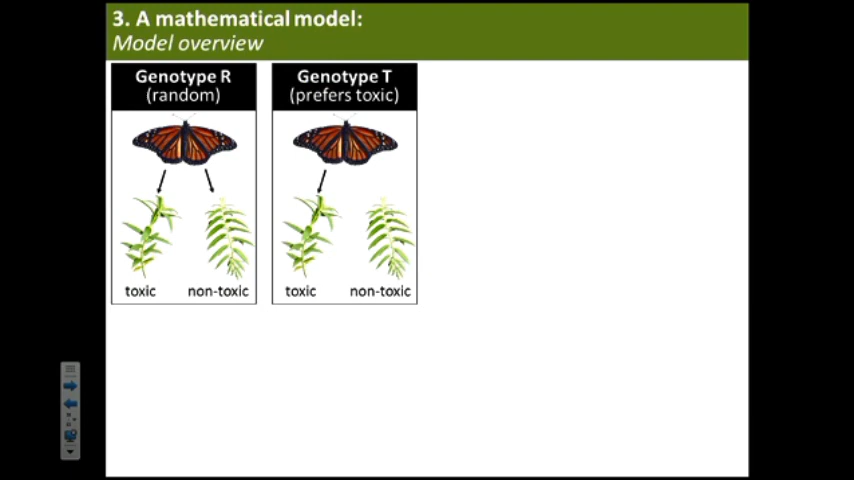 3. A mathematical model:
Model overview
Genotype R
(random)
toxic
non-toxic
Genotype T
(prefers toxic)
toxic
non-toxic